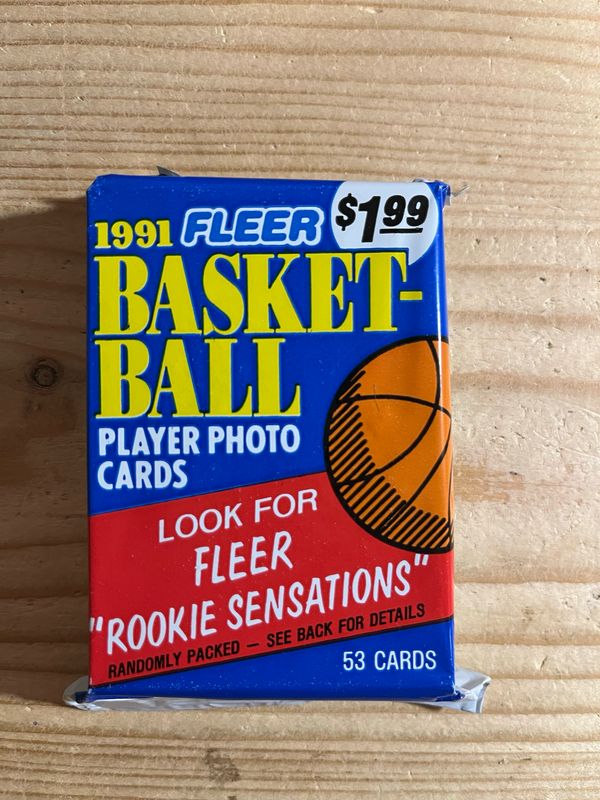 1991 FLEER $1.99
BASKET-
BALL
PLAYER PHOTO
CARDS
LOOK FOR
FLEER
"ROOKIE SENSATIONS"
RANDOMLY PACKED — SEE BACK FOR DETAILS
53 CARDS